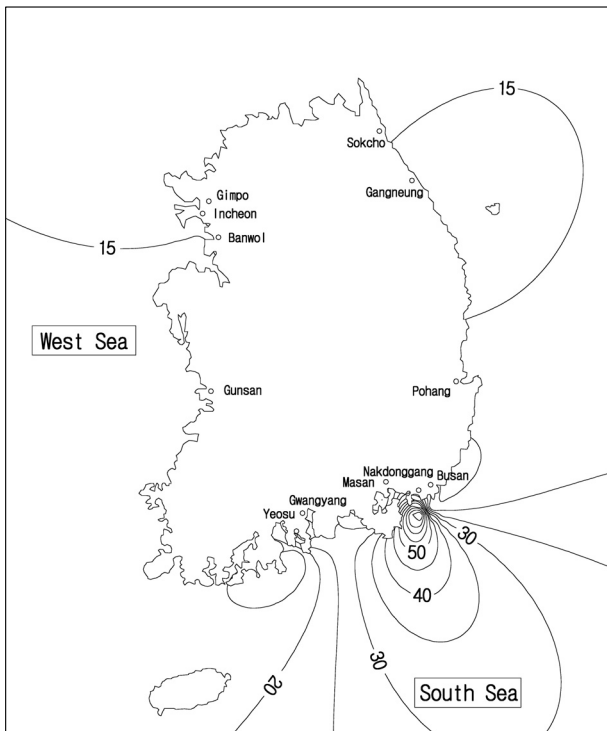 15
Sokcho
Gangneung
Gimpo
Incheon
Banwol
15
West Sea
Gunsan
Pohang
Nakdonggang
Busan
Masan
Gwangyang
Yeosu
30
50
40
30
20
South Sea